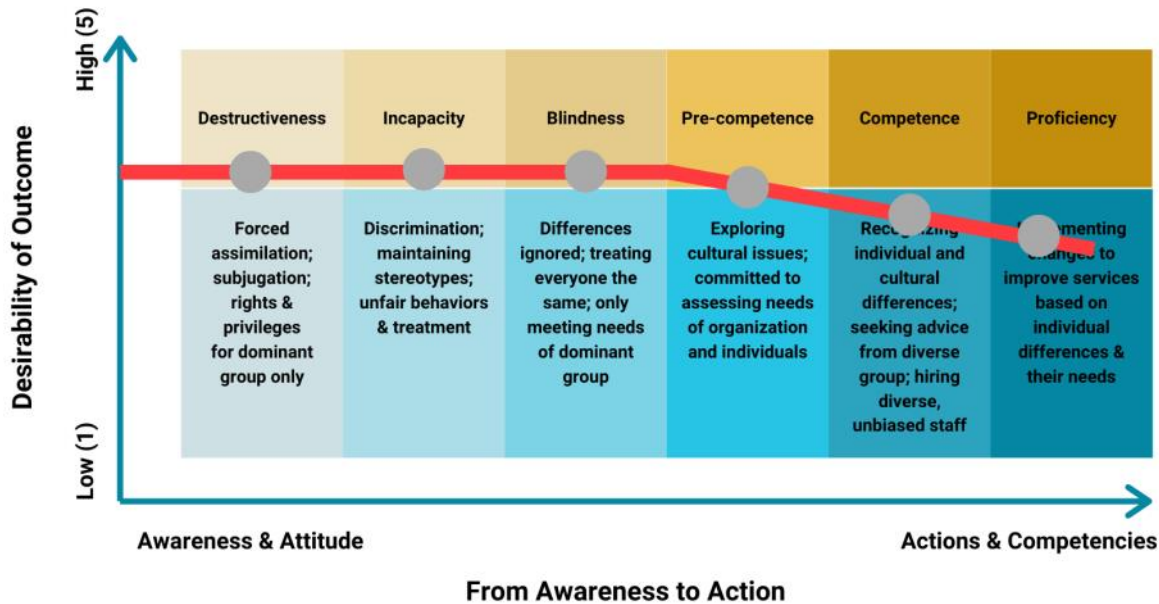 High (5)
Desirability of Outcome
Low (1)
Destructiveness
Incapacity
Blindness
Pre-competence
Competence
Proficiency
Forced
assimilation;
subjugation;
rights &
privileges
for dominant
group only
Discrimination;
maintaining
stereotypes;
unfair behaviors
& treatment
Differences
ignored; treating
everyone the
same; only
meeting needs
of dominant
group
Exploring
cultural issues;
committed to
assessing needs
of organization
and individuals
Recognizing
individual and
cultural
differences;
seeking advice
from diverse
group; hiring
diverse,
unbiased staff
Implementing
changes to
improve services
based on
individual
differences &
their needs
Awareness & Attitude
Actions & Competencies
From Awareness to Action